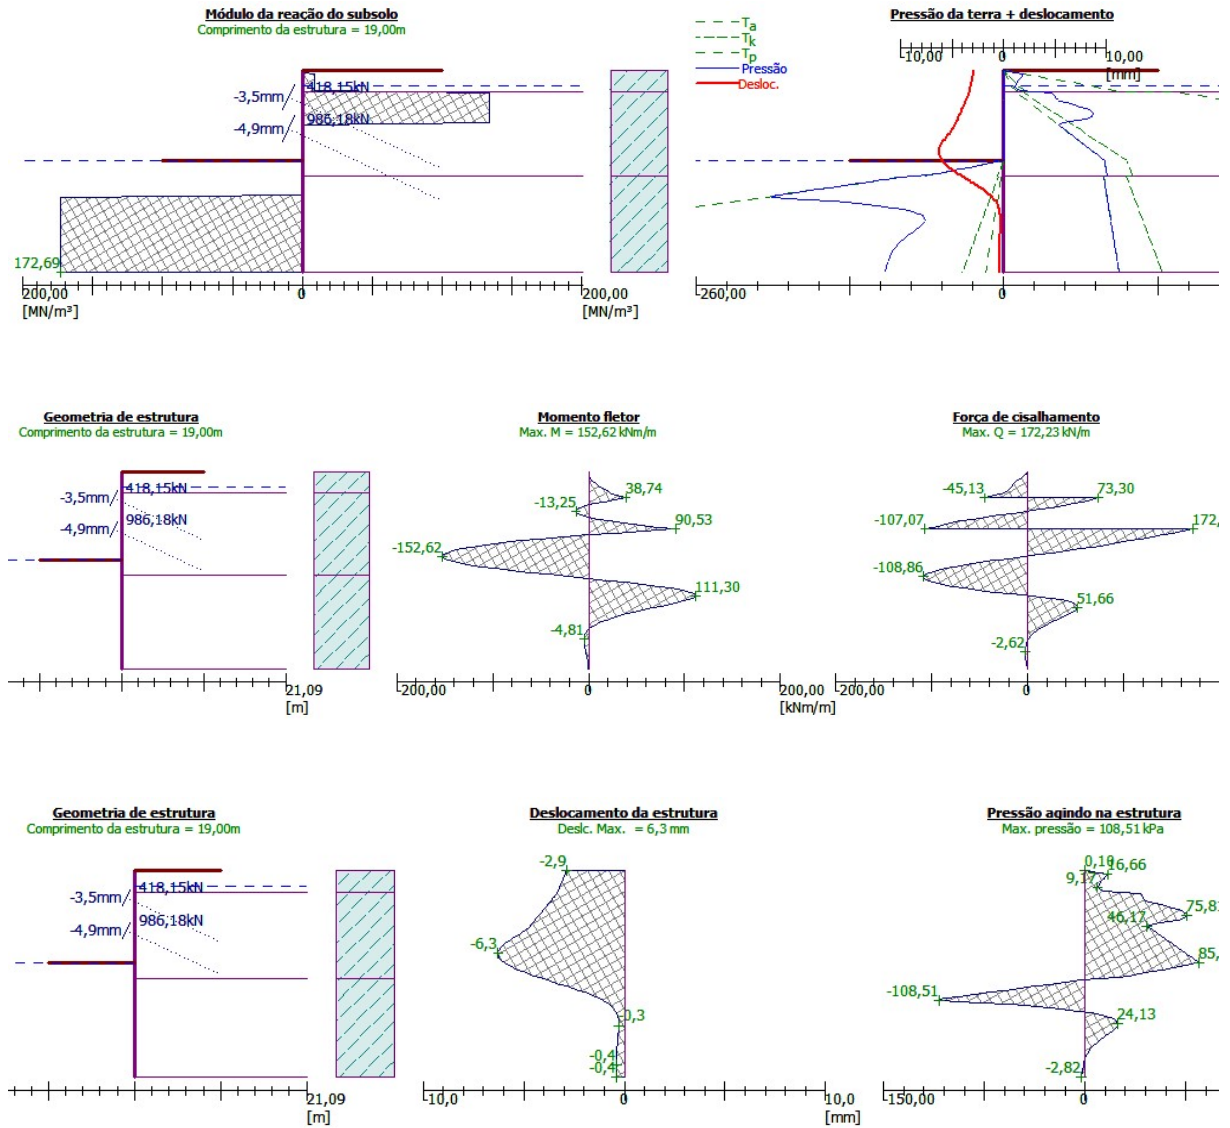 Módulo da reação do subsolo
Comprimento da estrutura = 19,00m
418,15kN
-3,5mm
986,18kN
-4,9mm
172,69
200,00
0
200,00
[MN/m³]
[MN/m³]
Pressão da terra + deslocamento
Ta
Tk
Tp
Pressão
Desloc.
-10,00
0
10,00
[mm]
260,00
0
Geometria de estrutura
Comprimento da estrutura = 19,00m
418,15kN
-3,5mm
986,18kN
-4,9mm
21,09
[m]
Momento fletor
Max. M = 152,62 kNm/m
38,74
-13,25
90,53
-152,62
111,30
-4,81
-200,00
0
200,00
[kNm/m]
Força de cisalhamento
Max. Q = 172,23 kN/m
-45,13
73,30
-107,07
172,
-108,86
51,66
-2,62
-200,00
0
Geometria de estrutura
Comprimento da estrutura = 19,00m
418,15kN
-3,5mm
986,18kN
-4,9mm
21,09
[m]
Deslocamento da estrutura
Deslc. Max. = 6,3 mm
-2,9
-6,3
0,3
-0,4
-0,4
-10,0
0
10,0
[mm]
Pressão agindo na estrutura
Max. pressão = 108,51 kPa
0,10
16,66
9,17
46,17
85,
-108,51
24,13
-2,82
-150,00
0